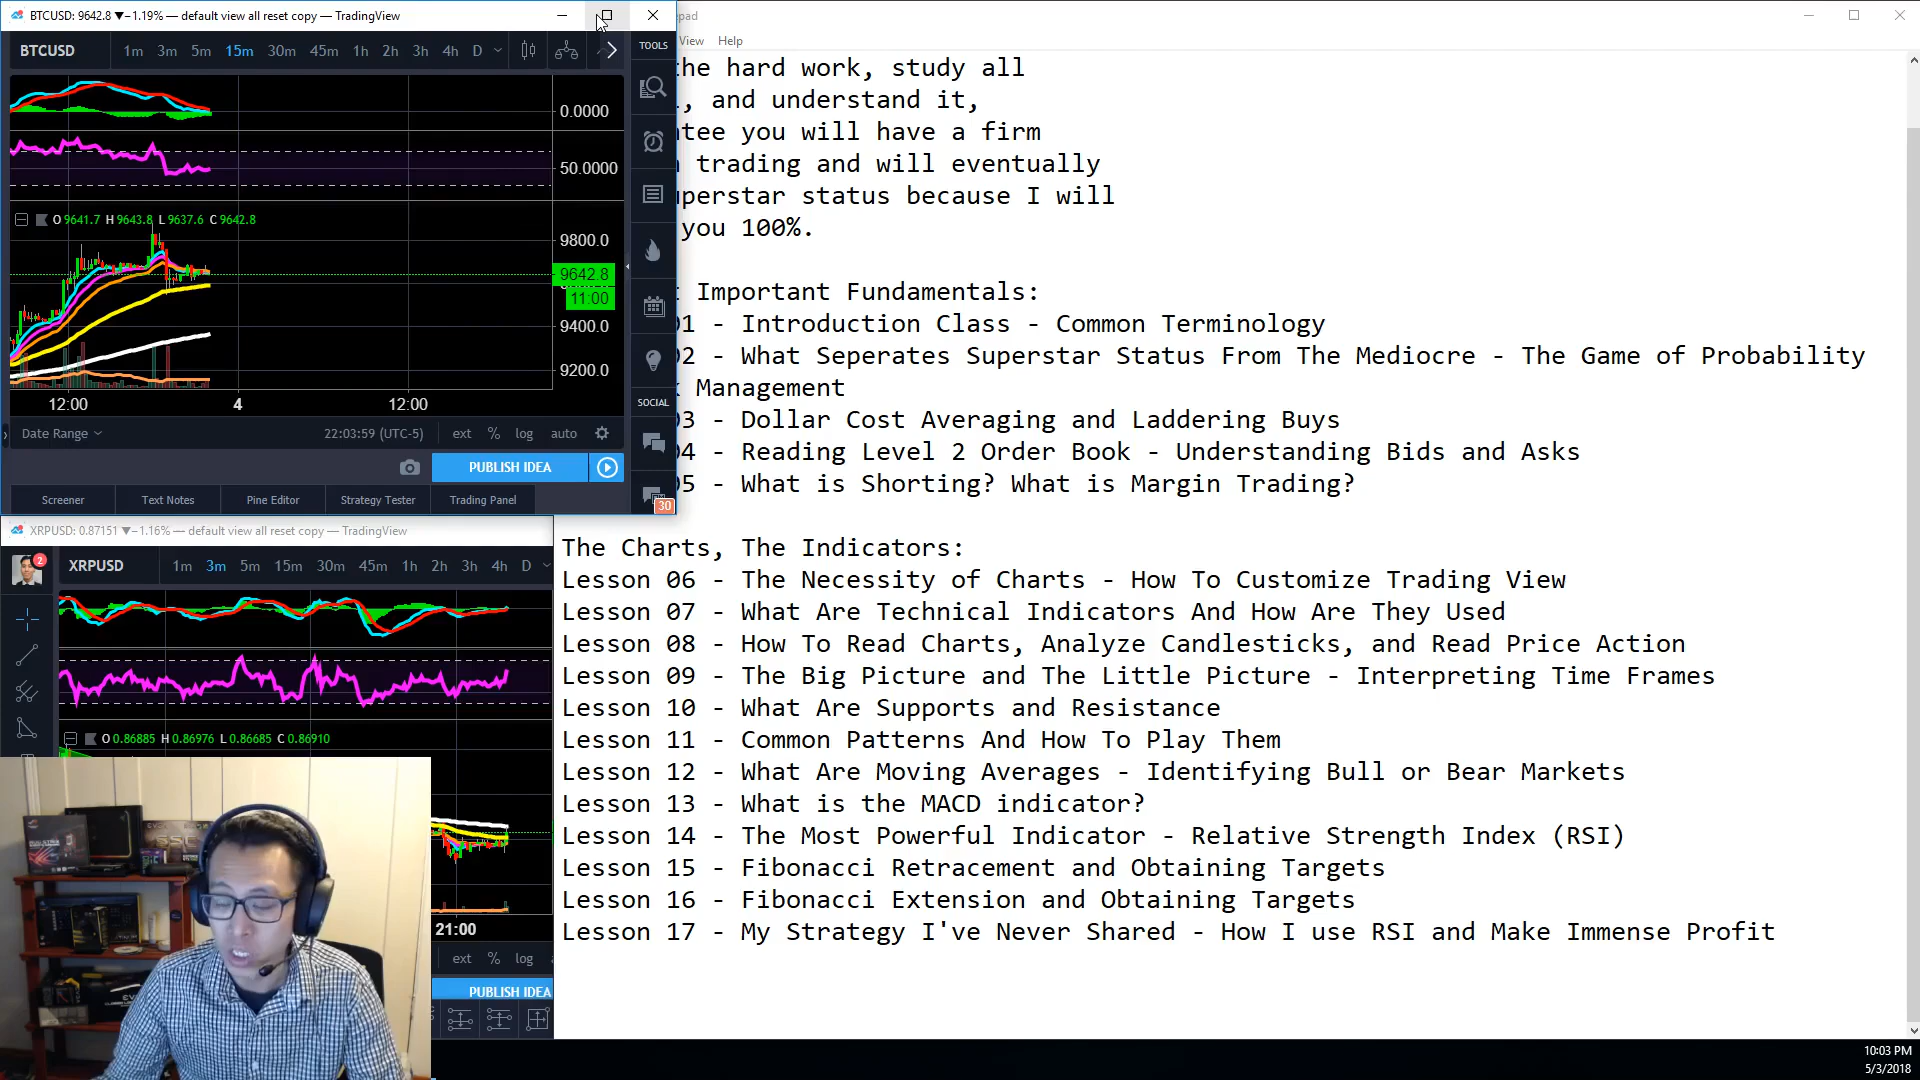 BTCUSD: 9642.8 ▼−1.19% — default view all reset copy — TradingView
BTCUSD 1m 3m 5m 15m 30m 45m 1h 2h 3h 4h D
TOOLS
0.0000
50.0000
O 9641.7 H 9643.8 L 9637.6 C 9642.8
9800.0
9642.8
11:00
9400.0
9200.0
12:00 4 12:00
SOCIAL
Date Range 22:03:59 (UTC-5) ext % log auto
PUBLISH IDEA
Screener Text Notes Pine Editor Strategy Tester Trading Panel
30
XRPUSD: 0.87151 ▼−1.16% — default view all reset copy — TradingView
2
XRPUSD 1m 3m 5m 15m 30m 45m 1h 2h 3h 4h D
O 0.86885 H 0.86976 L 0.86685 C 0.86910
21:00
ext % log
PUBLISH IDEA
pad
View Help
he hard work, study all
, and understand it,
tee you will have a firm
trading and will eventually
perstar status because I will
you 100%.
Important Fundamentals:
01 - Introduction Class - Common Terminology
02 - What Seperates Superstar Status From The Mediocre - The Game of Probability
Management
03 - Dollar Cost Averaging and Laddering Buys
04 - Reading Level 2 Order Book - Understanding Bids and Asks
05 - What is Shorting? What is Margin Trading?
The Charts, The Indicators:
Lesson 06 - The Necessity of Charts - How To Customize Trading View
Lesson 07 - What Are Technical Indicators And How Are They Used
Lesson 08 - How To Read Charts, Analyze Candlesticks, and Read Price Action
Lesson 09 - The Big Picture and The Little Picture - Interpreting Time Frames
Lesson 10 - What Are Supports and Resistance
Lesson 11 - Common Patterns And How To Play Them
Lesson 12 - What Are Moving Averages - Identifying Bull or Bear Markets
Lesson 13 - What is the MACD indicator?
Lesson 14 - The Most Powerful Indicator - Relative Strength Index (RSI)
Lesson 15 - Fibonacci Retracement and Obtaining Targets
Lesson 16 - Fibonacci Extension and Obtaining Targets
Lesson 17 - My Strategy I've Never Shared - How I use RSI and Make Immense Profit
10:03 PM
5/3/2018